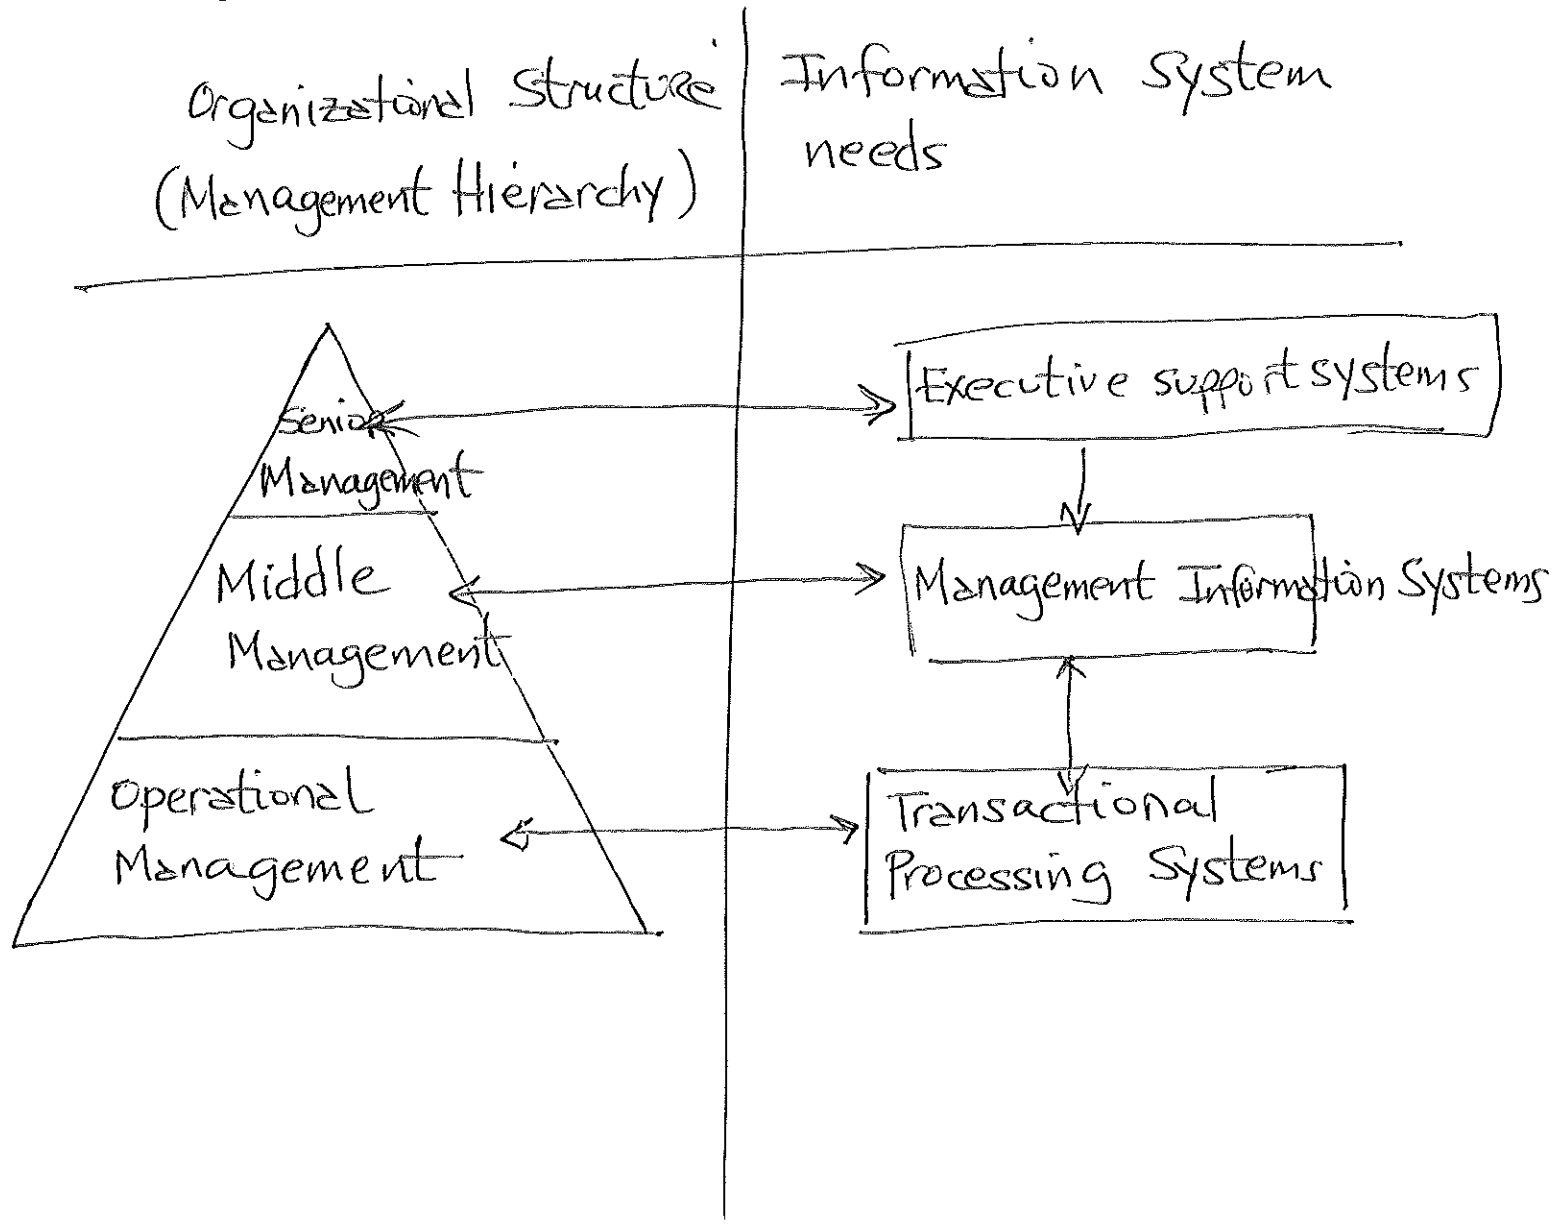 Organizational Structure
(Management Hierarchy)
Information System
needs
Senior
Management
Middle
Management
Operational
Management
Executive support systems
Management Information Systems
Transactional
Processing Systems